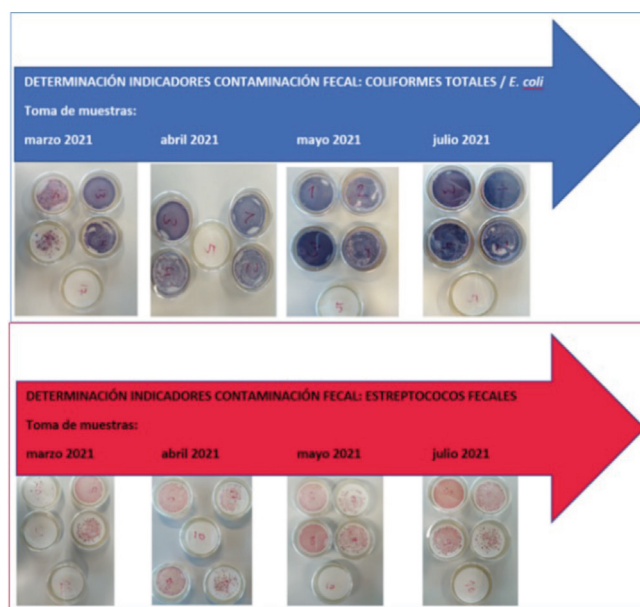 DETERMINACIÓN INDICADORES CONTAMINACIÓN FECAL: COLIFORMES TOTALES / E. coli
Toma de muestras:
marzo 2021 abril 2021 mayo 2021 julio 2021
DETERMINACIÓN INDICADORES CONTAMINACIÓN FECAL: ESTREPTOCOCOS FECALES
Toma de muestras:
marzo 2021 abril 2021 mayo 2021 julio 2021